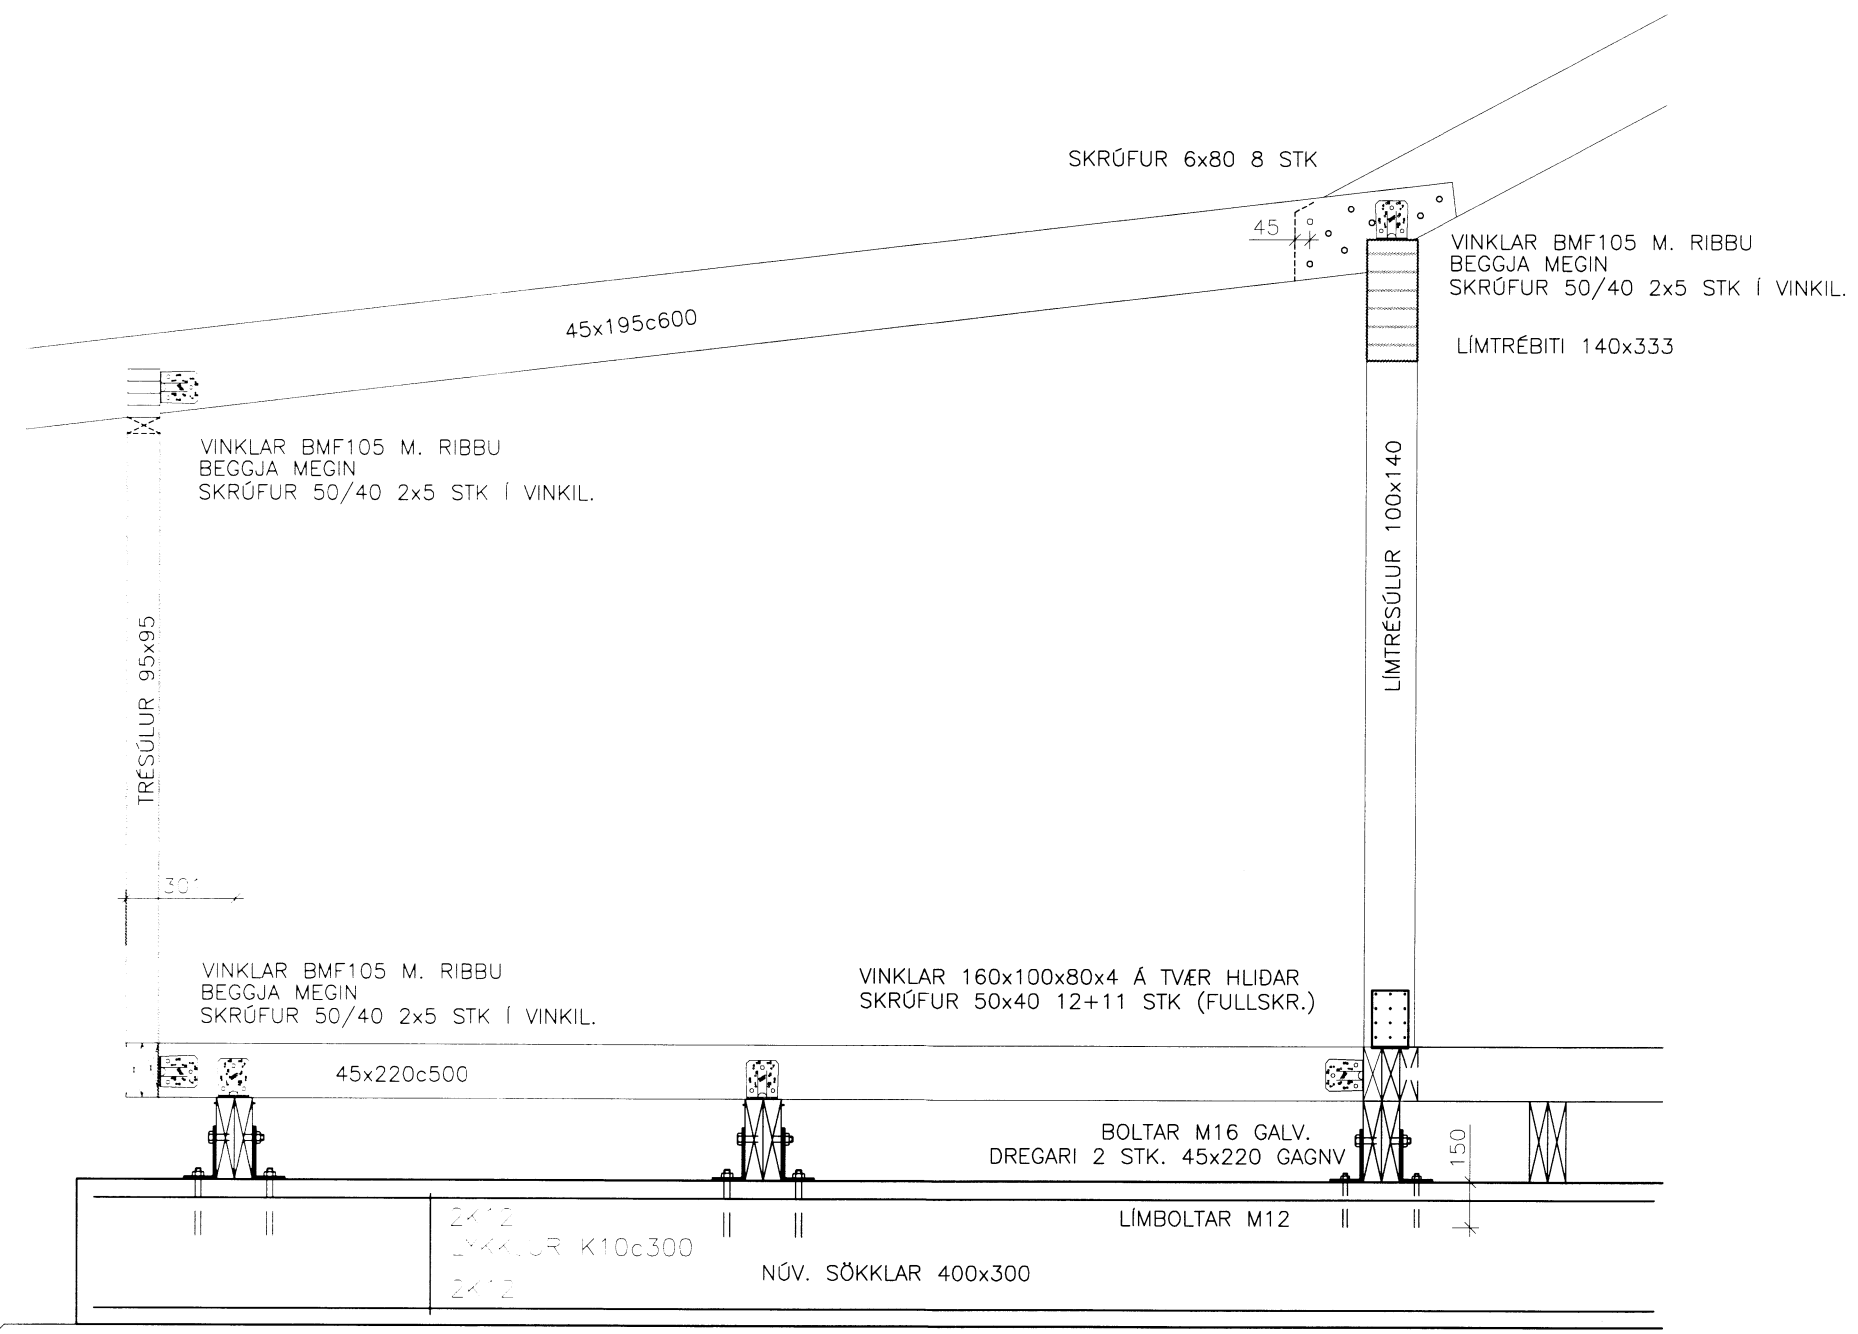 SKRÚFUR 6x80 8 STK
45
VINKLAR BMF105 M. RIBBU
BEGGJA MEGIN
SKRÚFUR 50/40 2x5 STK Í VINKIL.
LÍMTRÉBITI 140x333
45x195c600
VINKLAR BMF105 M. RIBBU
BEGGJA MEGIN
SKRÚFUR 50/40 2x5 STK Í VINKIL.
TRÉSÚLUR 95x95
LÍMTRÉSÚLUR 100x140
VINKLAR BMF105 M. RIBBU
BEGGJA MEGIN
SKRÚFUR 50/40 2x5 STK Í VINKIL.
VINKLAR 160x100x80x4 Á TVÆR HLIÐAR
SKRÚFUR 50x40 12+11 STK (FULLSKR.)
45x220c500
BOLTAR M16 GALV.
DREGARI 2 STK. 45x220 GAGNV
150
2K12
K10c300
2K12
LÍMBOLTAR M12
NÚV. SÖKKLAR 400x300